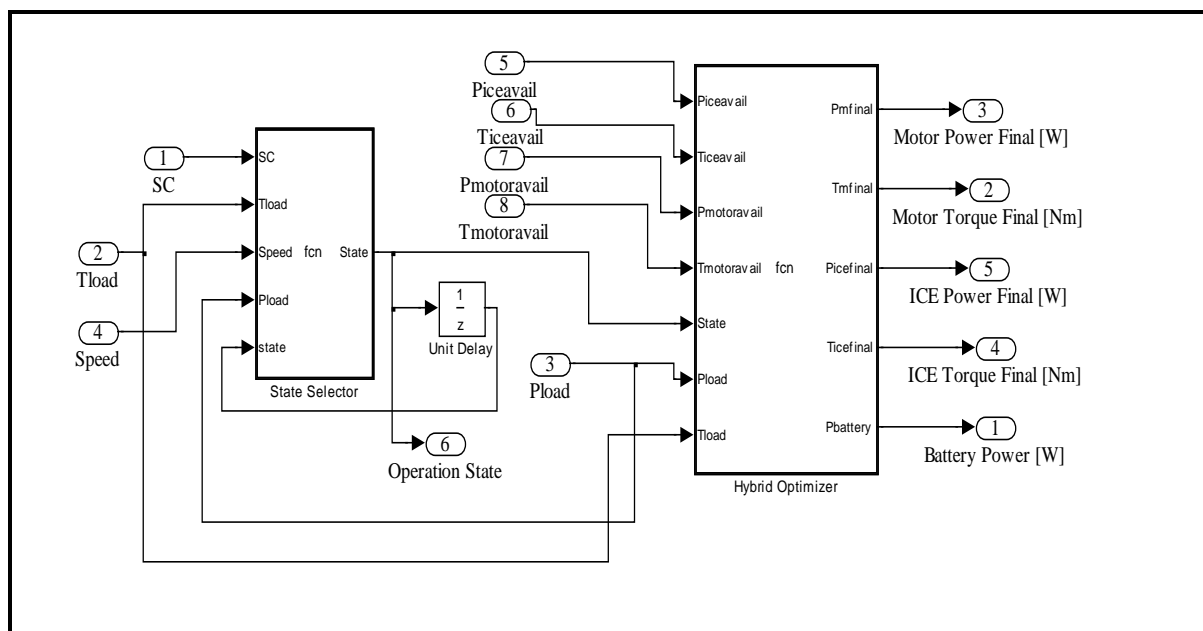 5
Piceavail
6
Ticeavail
7
Pmotoravail
8
Tmotoravail
1
SC
2
Tload
4
Speed
SC
Tload
Speed fcn State
Pload
state
State Selector
1
z
Unit Delay
6
Operation State
3
Pload
Piceavail
Ticeavail
Pmotoravail
Tmotoravail fcn
State
Pload
Tload
Pmfinal
Tmfinal
Picefinal
Ticefinal
Pbattery
Hybrid Optimizer
3
Motor Power Final [W]
2
Motor Torque Final [Nm]
5
ICE Power Final [W]
4
ICE Torque Final [Nm]
1
Battery Power [W]